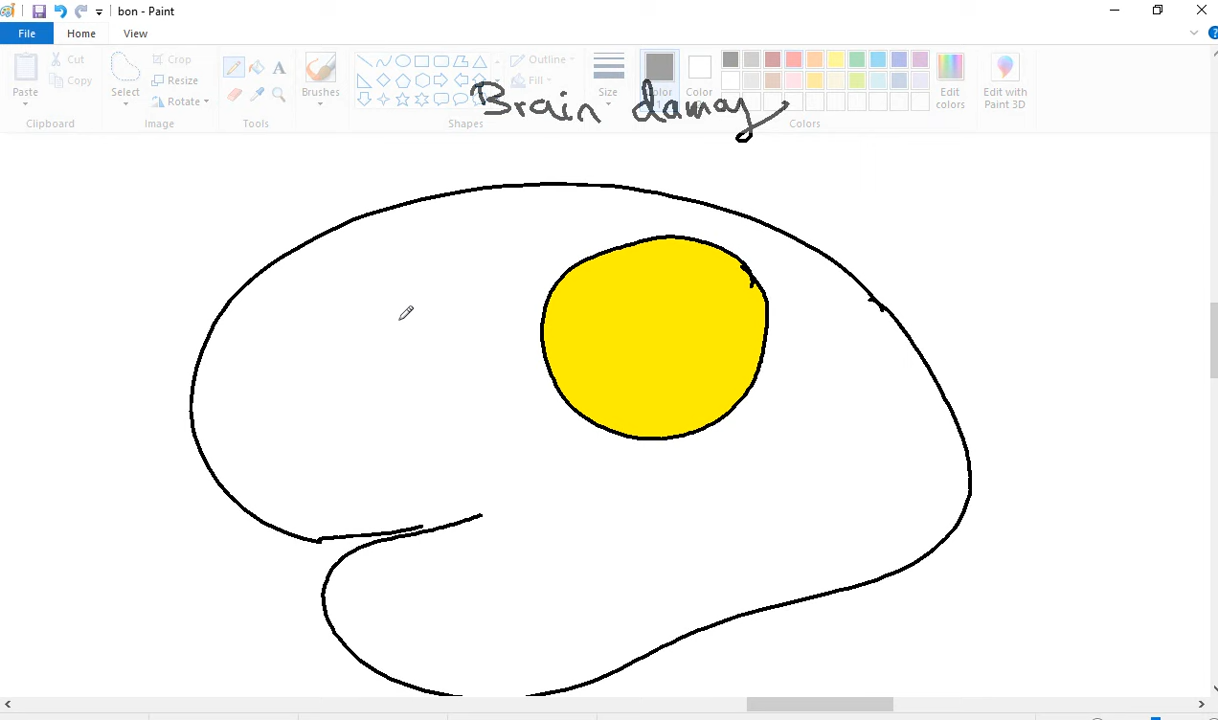 bon - Paint
File Home View
Paste Cut Copy Clipboard
Select Crop Resize Rotate Image
Tools
Brushes
Shapes Outline Fill
Size
Color Color Colors
Edit colors
Edit with Paint 3D
Brain damag